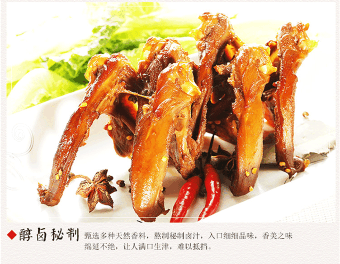 醇卤秘制
甄选多种天然香料，熬制秘制卤汁，入口细细品味，香美之味
绵延不绝，让人满口生津，难以抵挡。